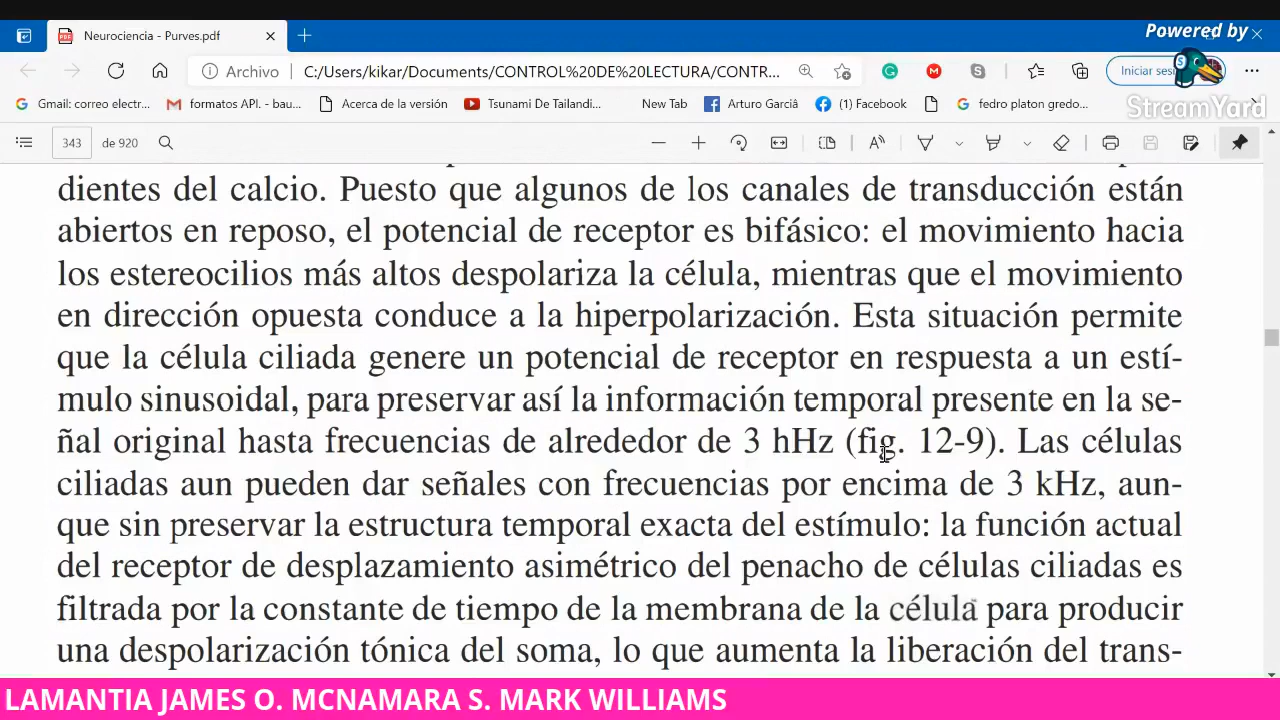 Powered by
Neurociencia - Purves.pdf
Archivo
C:/Users/kikar/Documents/CONTROL%20DE%20LECTURA/CONTR...
Iniciar sesi
StreamYard
Gmail: correo electr...
formatos API. - bau...
Acerca de la versió
Tsunami De Tailandi...
New Tab
Arturo Garciâ
(1) Facebook
fedro platon gredo...
343
de 920
dientes del calcio. Puesto que algunos de los canales de transducción están
abiertos en reposo, el potencial de receptor es bifásico: el movimiento hacia
los estereocilios más altos despolariza la célula, mientras que el movimiento
en dirección opuesta conduce a la hiperpolarización. Esta situación permite
que la célula ciliada genere un potencial de receptor en respuesta a un estí-
mulo sinusoidal, para preservar así la información temporal presente en la se-
ñal original hasta frecuencias de alrededor de 3 hHz (fig. 12-9). Las células
ciliadas aun pueden dar señales con frecuencias por encima de 3 kHz, aun-
que sin preservar la estructura temporal exacta del estímulo: la función actual
del receptor de desplazamiento asimétrico del penacho de células ciliadas es
filtrada por la constante de tiempo de la membrana de la célula para producir
una despolarización tónica del soma, lo que aumenta la liberación del trans-
LAMANTIA JAMES O. MCNAMARA S. MARK WILLIAMS